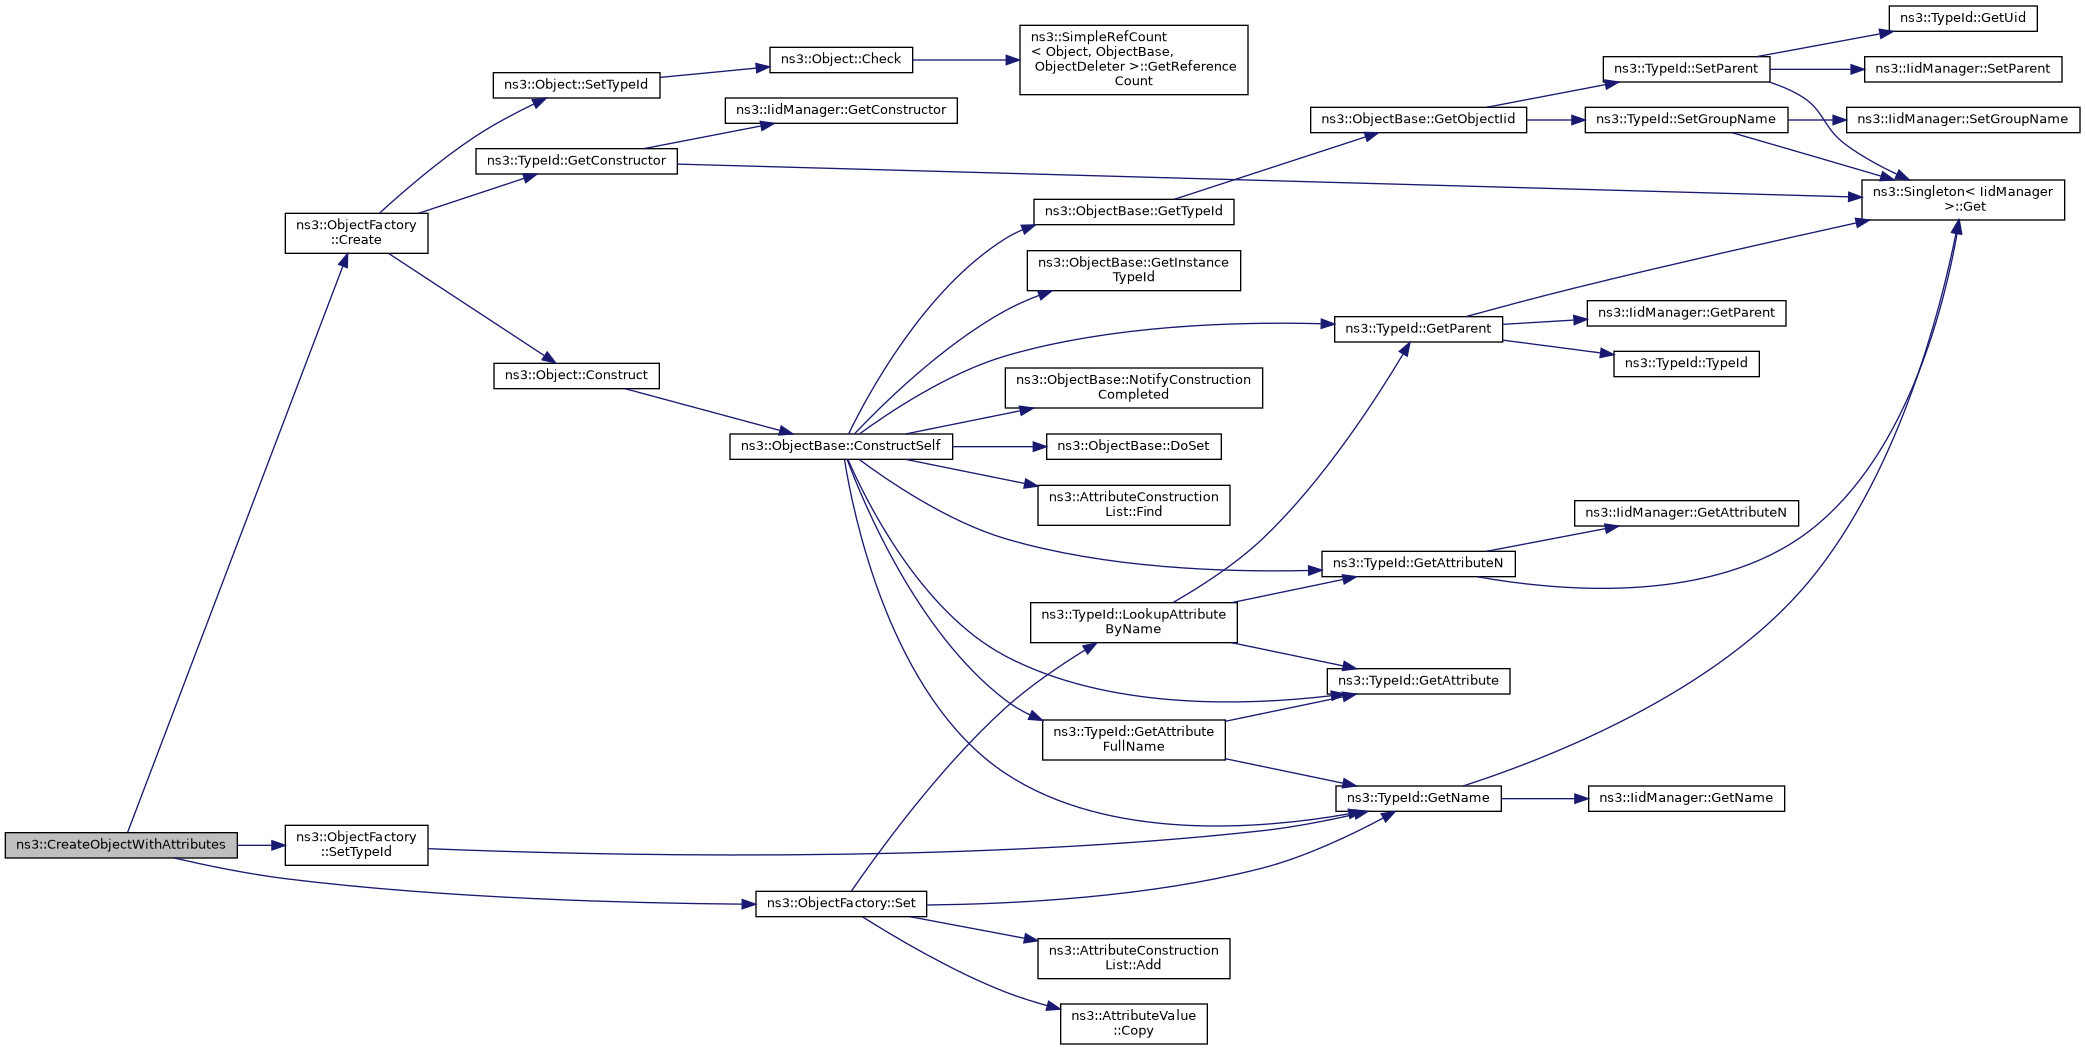 ns3::CreateObjectWithAttributes
ns3::ObjectFactory
::Create
ns3::ObjectFactory
::SetTypeId
ns3::Object::SetTypeId
ns3::TypeId::GetConstructor
ns3::Object::Construct
ns3::Object::Check
ns3::IidManager::GetConstructor
ns3::ObjectBase::ConstructSelf
ns3::ObjectFactory::Set
ns3::SimpleRefCount
< Object, ObjectBase,
ObjectDeleter >::GetReference
Count
ns3::ObjectBase::GetTypeId
ns3::ObjectBase::GetInstance
TypeId
ns3::ObjectBase::NotifyConstruction
Completed
ns3::ObjectBase::DoSet
ns3::AttributeConstruction
List::Find
ns3::TypeId::LookupAttribute
ByName
ns3::TypeId::GetAttribute
FullName
ns3::AttributeConstruction
List::Add
ns3::AttributeValue
::Copy
ns3::ObjectBase::GetObjectIid
ns3::TypeId::GetParent
ns3::TypeId::GetAttributeN
ns3::TypeId::GetAttribute
ns3::TypeId::GetName
ns3::TypeId::SetParent
ns3::TypeId::SetGroupName
ns3::IidManager::GetParent
ns3::TypeId::TypeId
ns3::IidManager::GetAttributeN
ns3::IidManager::GetName
ns3::TypeId::GetUid
ns3::IidManager::SetParent
ns3::IidManager::SetGroupName
ns3::Singleton< IidManager
>::Get